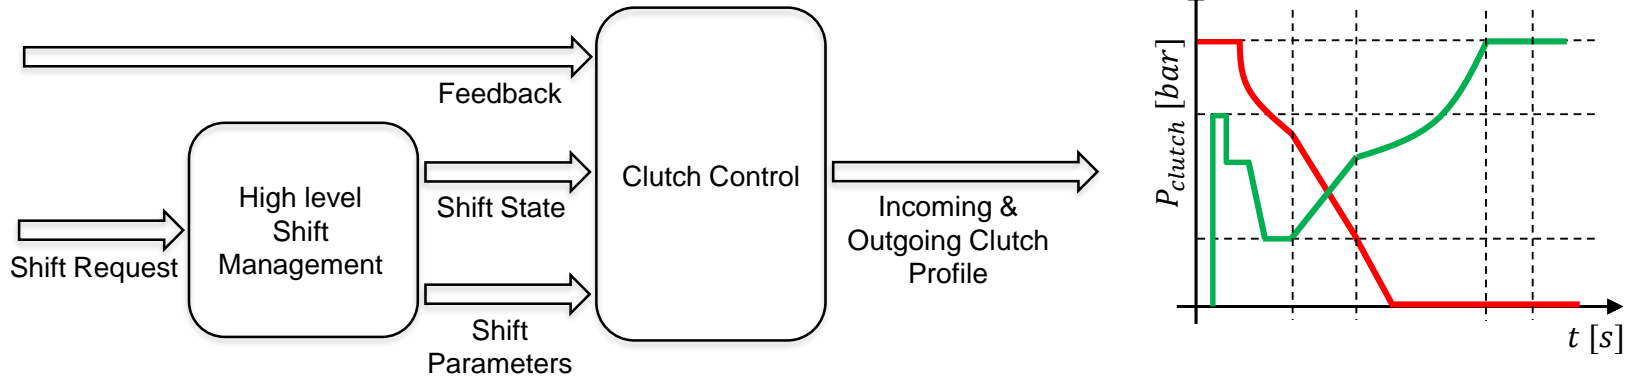 Feedback
Shift Request
High level
Shift
Management
Shift State
Shift
Parameters
Clutch Control
Incoming &
Outgoing Clutch
Profile
P_clutch [bar]
t [s]